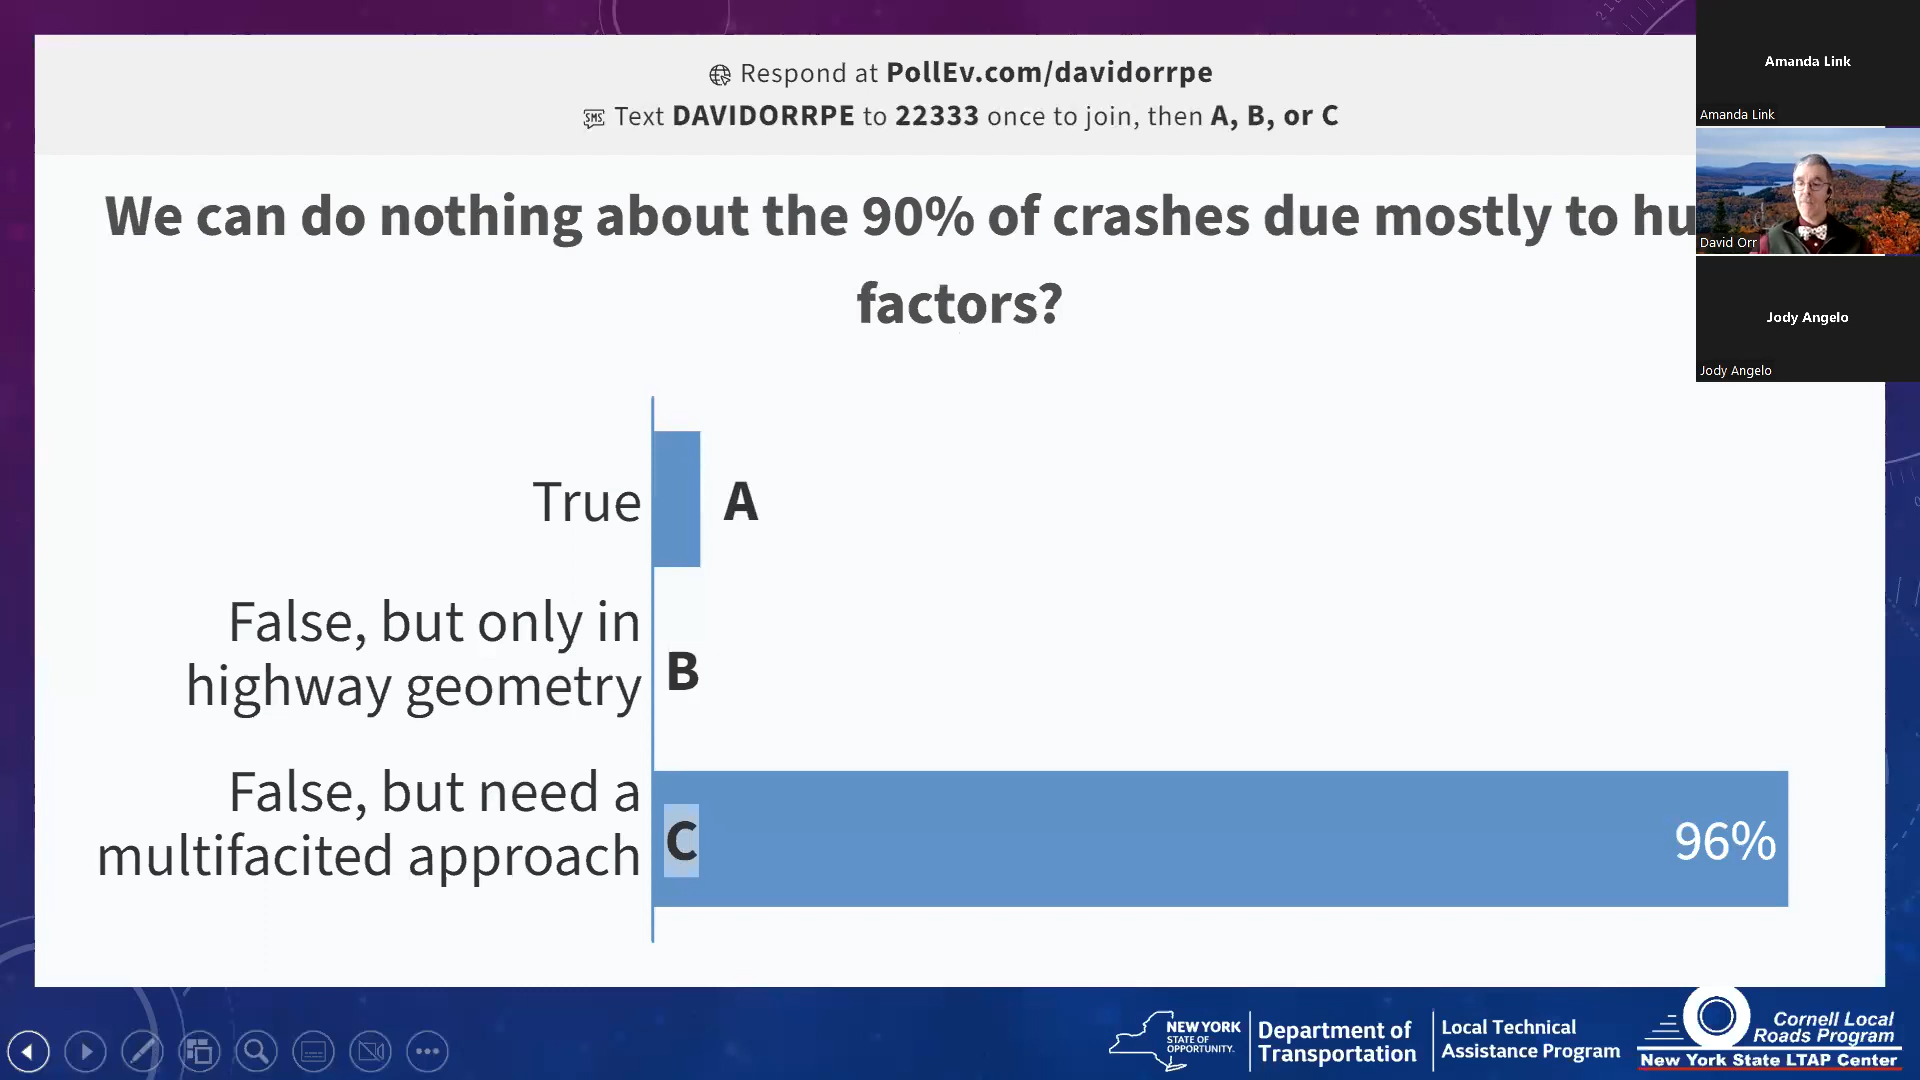 Respond at PollEv.com/davidorrpe
Text DAVIDORRPE to 22333 once to join, then A, B, or C
We can do nothing about the 90% of crashes due mostly to hu
factors?
True
A
False, but only in
highway geometry
B
False, but need a
multifacited approach
C
96%
Amanda Link
Amanda Link
David Orr
Jody Angelo
Jody Angelo
NEW YORK
STATE OF
OPPORTUNITY.
Department of
Transportation
Local Technical
Assistance Program
Cornell Local
Roads Program
New York State LTAP Center